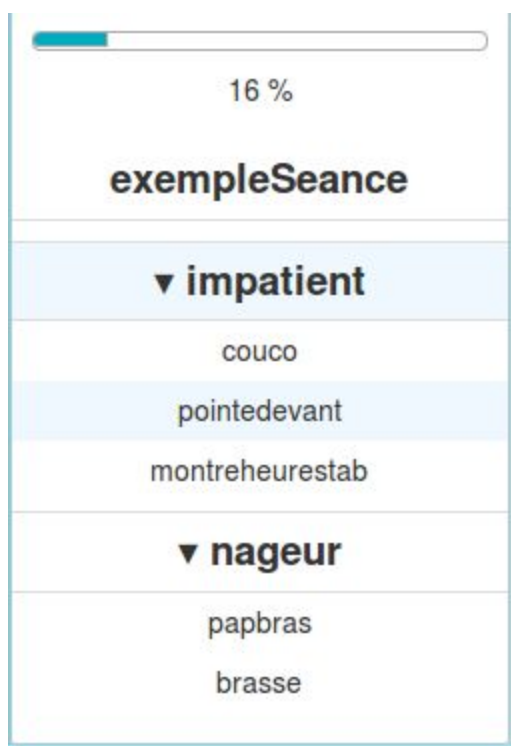 16 %
exempleSeance
▼ impatient
couco
pointedevant
montreheurestab
▼ nageur
papbras
brasse